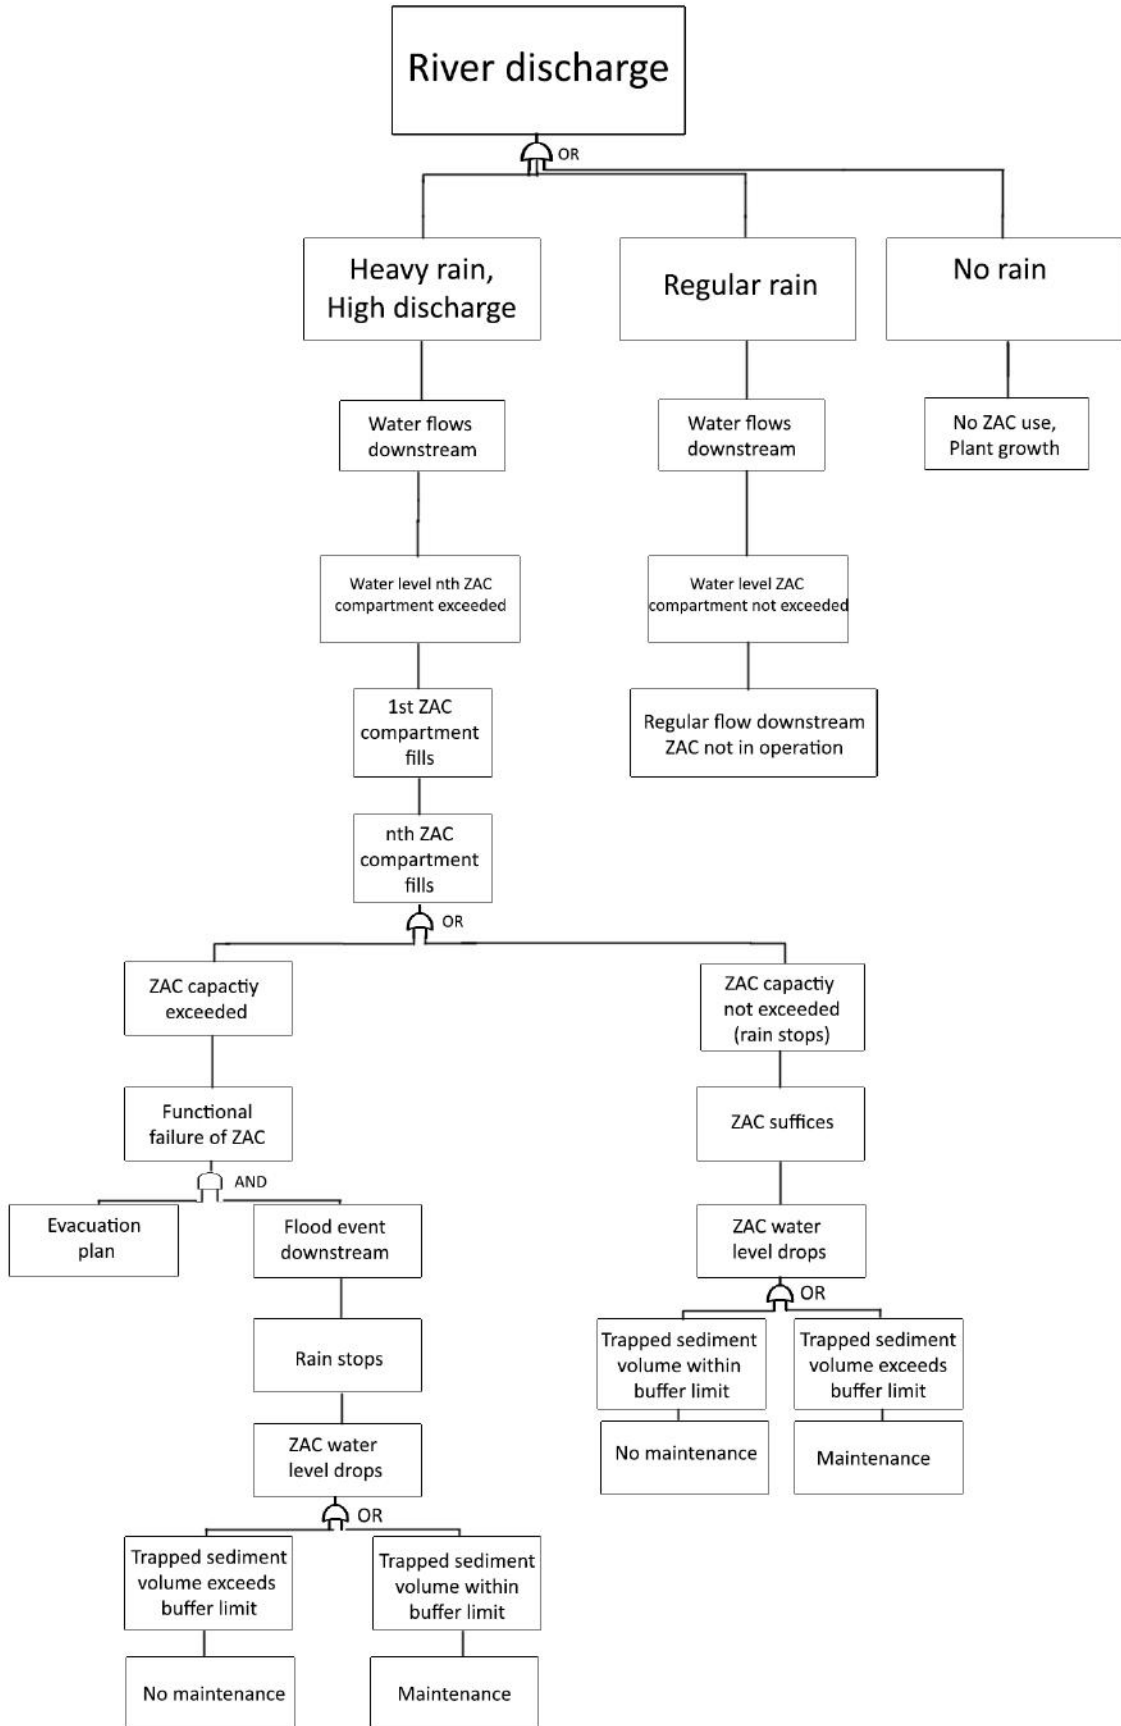 River discharge
OR
Heavy rain,
High discharge
Regular rain
No rain
Water flows
downstream
Water flows
downstream
No ZAC use,
Plant growth
Water level nth ZAC
compartment exceeded
Water level ZAC
compartment not exceeded
1st ZAC
compartment
fills
Regular flow downstream
ZAC not in operation
nth ZAC
compartment
fills
OR
ZAC capactiy
exceeded
ZAC capactiy
not exceeded
(rain stops)
Functional
failure of ZAC
ZAC suffices
AND
Evacuation
plan
Flood event
downstream
ZAC water
level drops
OR
Rain stops
Trapped sediment
volume within
buffer limit
Trapped sediment
volume exceeds
buffer limit
ZAC water
level drops
No maintenance
Maintenance
OR
Trapped sediment
volume exceeds
buffer limit
Trapped sediment
volume within
buffer limit
No maintenance
Maintenance